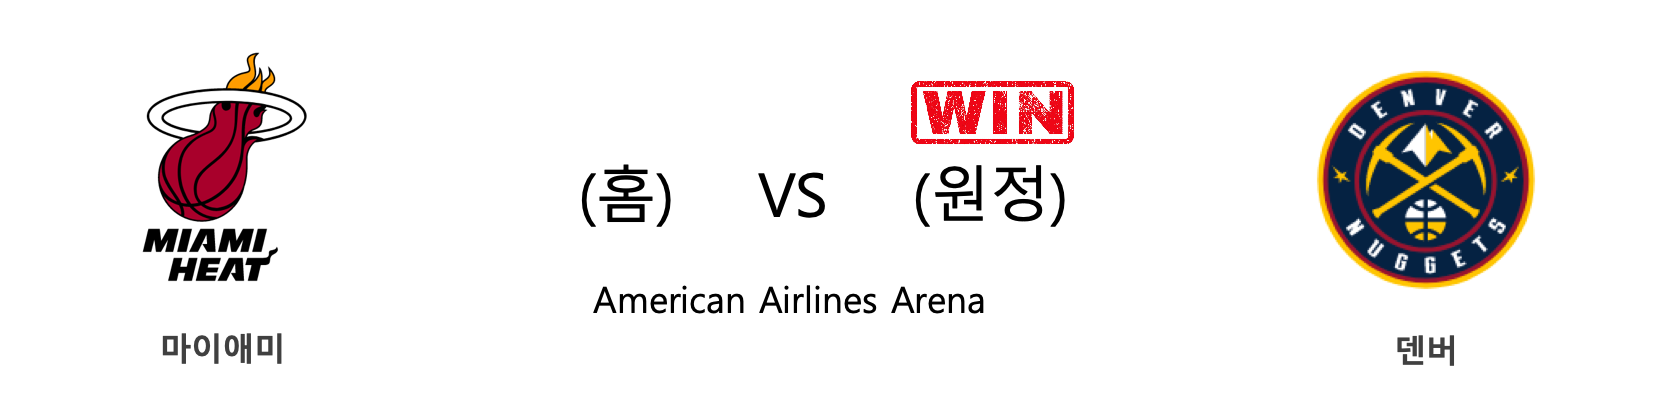 MIAMI
HEAT
마이애미
WIN
(홈) VS (원정)
American Airlines Arena
DENVER
NUGGETS
덴버